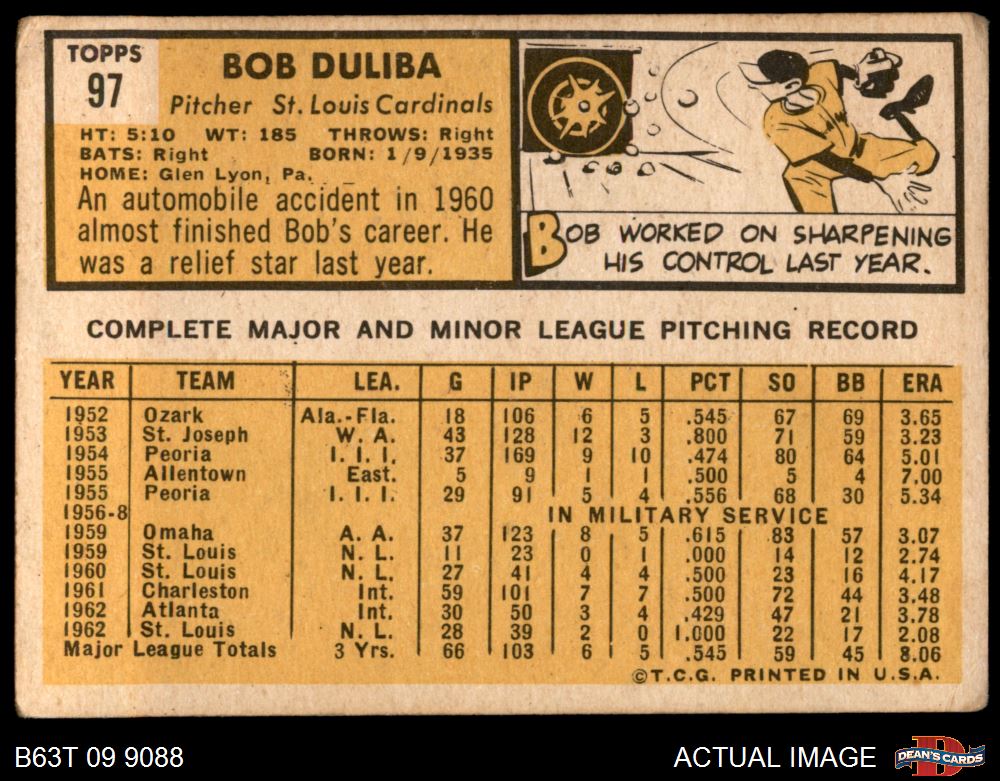 TOPPS
97
BOB DULIBA
Pitcher St. Louis Cardinals
HT: 5:10 WT: 185 THROWS: Right
BATS: Right BORN: 1/9/1935
HOME: Glen Lyon, Pa.
An automobile accident in 1960
almost finished Bob's career. He
was a relief star last year.
BOB WORKED ON SHARPENING
HIS CONTROL LAST YEAR.
COMPLETE MAJOR AND MINOR LEAGUE PITCHING RECORD
YEAR TEAM LEA. G IP W L PCT SO BB ERA
1952 Ozark Ala.-Fla. 18 106 6 5 .545 67 69 3.65
1953 St. Joseph W. A. 43 128 12 3 .800 71 59 3.23
1954 Peoria I. I. I. 37 169 9 10 .474 80 64 5.01
1955 Allentown East. 5 9 1 1 .500 5 4 7.00
1955 Peoria I. I. I. 29 91 5 4 .556 68 30 5.34
1956-8 IN MILITARY SERVICE
1959 Omaha A. A. 37 123 8 5 .615 83 57 3.07
1959 St. Louis N. L. 11 23 0 1 .000 14 12 2.74
1960 St. Louis N. L. 27 41 4 4 .500 23 16 4.17
1961 Charleston Int. 59 101 7 7 .500 72 44 3.48
1962 Atlanta Int. 30 50 3 4 .429 47 21 3.78
1962 St. Louis N. L. 28 39 2 0 1.000 22 17 2.08
Major League Totals 3 Yrs. 66 103 6 5 .545 59 45 8.06
©T.C.G. PRINTED IN U.S.A.
B63T 09 9088
ACTUAL IMAGE
D
DEAN'S CARDS